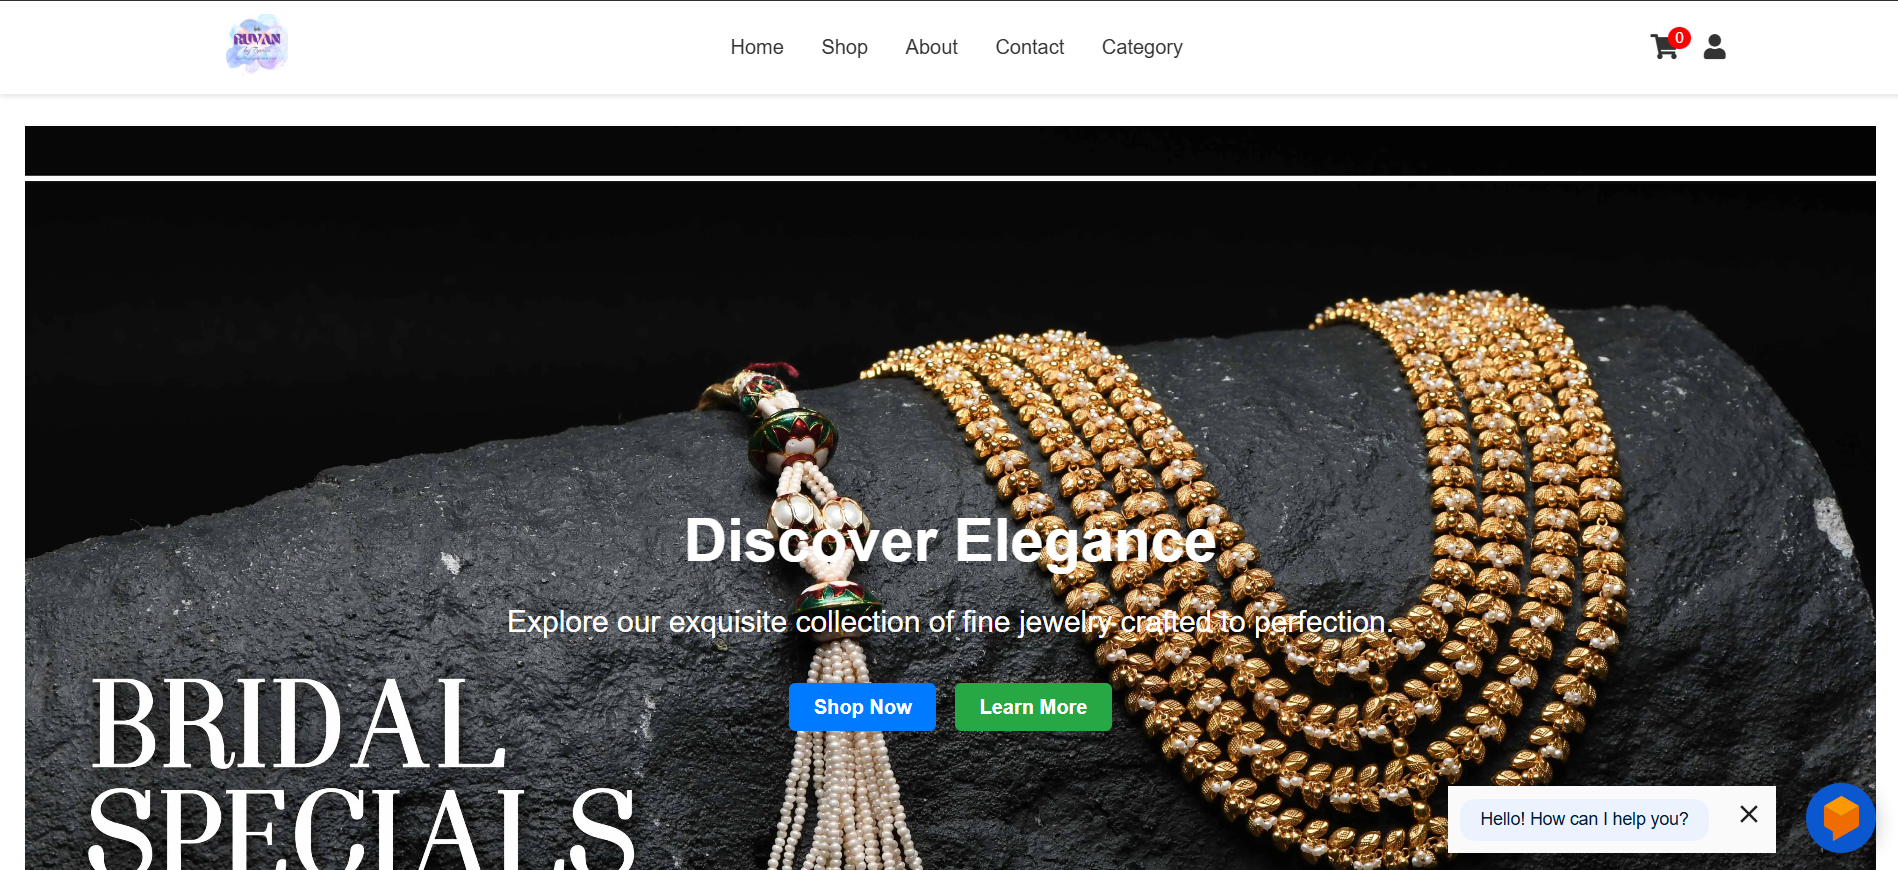 RUVAN
Home
Shop
About
Contact
Category
0
Discover Elegance
Explore our exquisite collection of fine jewelry crafted to perfection.
Shop Now
Learn More
BRIDAL
SPECIALS
Hello! How can I help you?